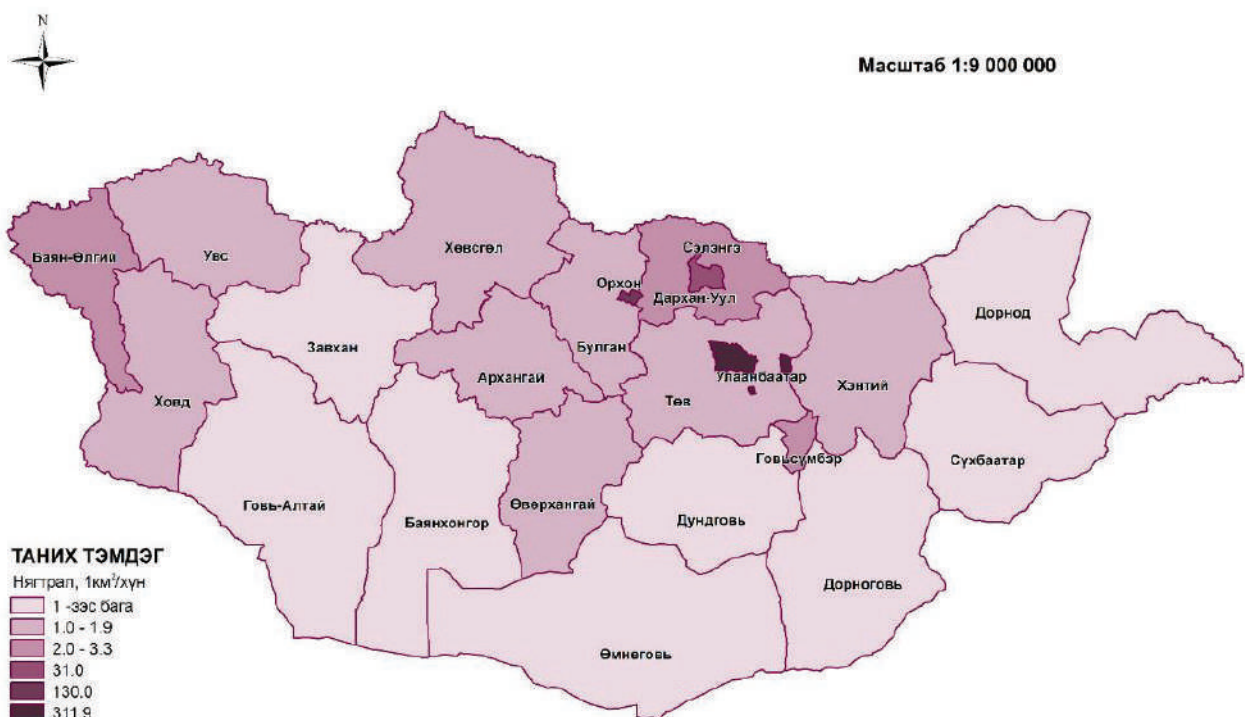 N
Масштаб 1:9 000 000
Баян-Өлгий
Увс
Хөвсгөл
Сэлэнгэ
Орхон
Дархан-Уул
Дорнод
Завхан
Булган
Улаанбаатар
Архангай
Хэнтий
Ховд
Төв
Говьсүмбэр
Сүхбаатар
Говь-Алтай
Баянхонгор
Өвөрхангай
Дундговь
Дорноговь
Өмнөговь
ТАНИХ ТЭМДЭГ
Нягтрал, 1км²/хүн
1 -ээс бага
1.0 - 1.9
2.0 - 3.3
31.0
130.0
311.9